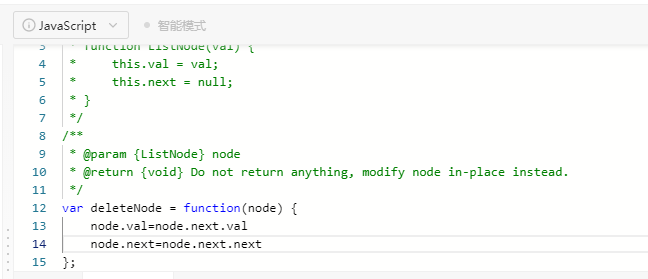 JavaScript
智能模式
3 * function ListNode(val) {
4 *     this.val = val;
5 *     this.next = null;
6 * }
7 */
8 /**
9 * @param {ListNode} node
10 * @return {void} Do not return anything, modify node in-place instead.
11 */
12 var deleteNode = function(node) {
13     node.val=node.next.val
14     node.next=node.next.next
15 };